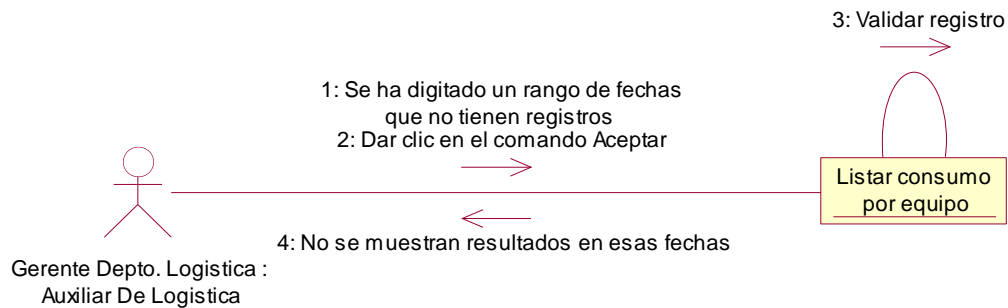 3: Validar registro
1: Se ha digitado un rango de fechas
que no tienen registros
2: Dar clic en el comando Aceptar
Listar consumo
por equipo
4: No se muestran resultados en esas fechas
Gerente Depto. Logistica :
Auxiliar De Logistica